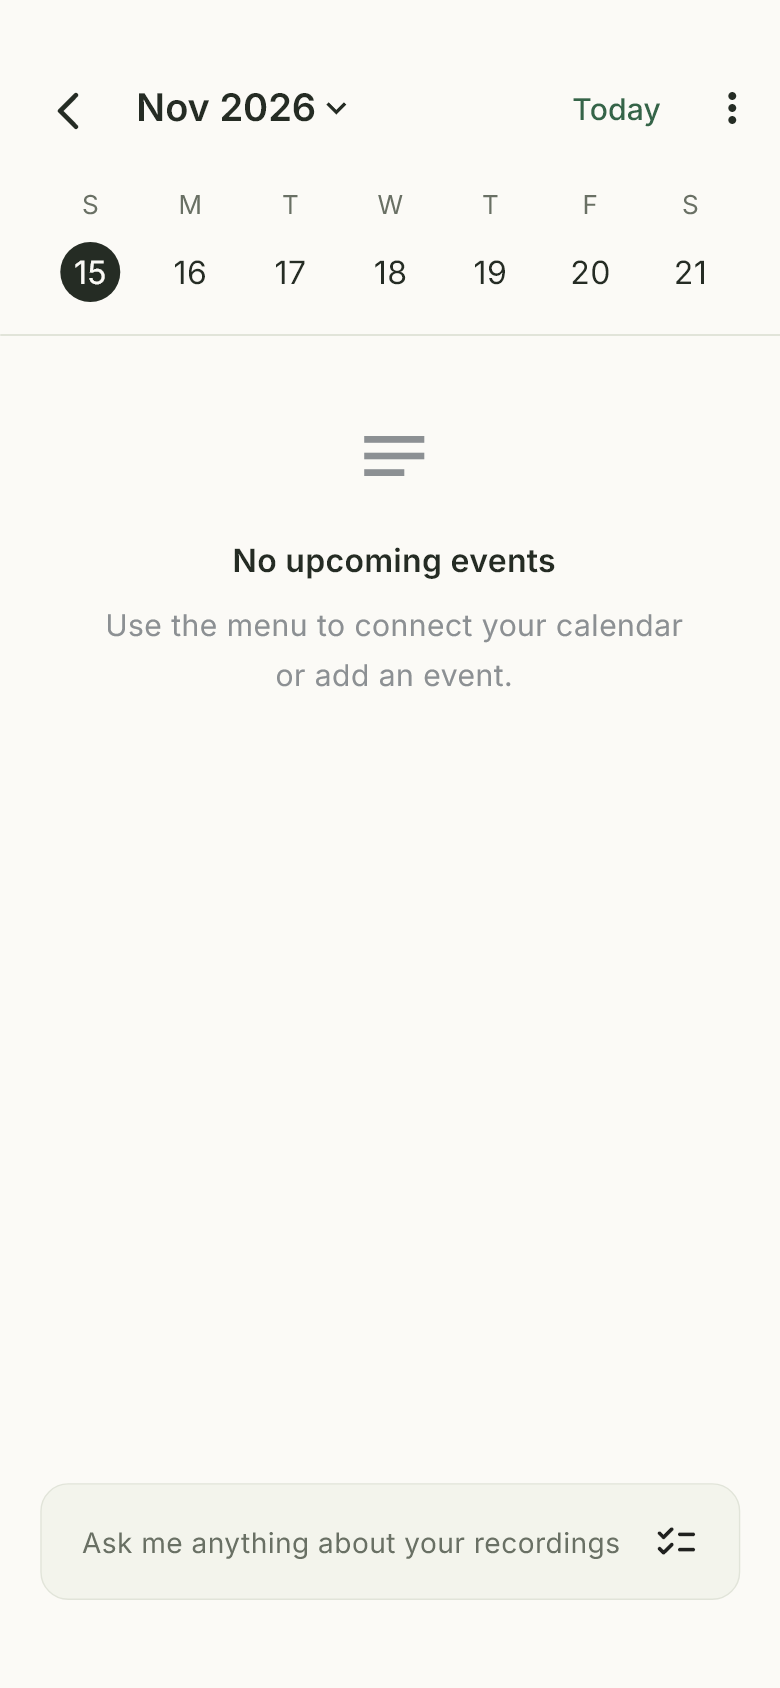 Nov 2026 Today
S M T W T F S
15 16 17 18 19 20 21
No upcoming events
Use the menu to connect your calendar
or add an event.
Ask me anything about your recordings